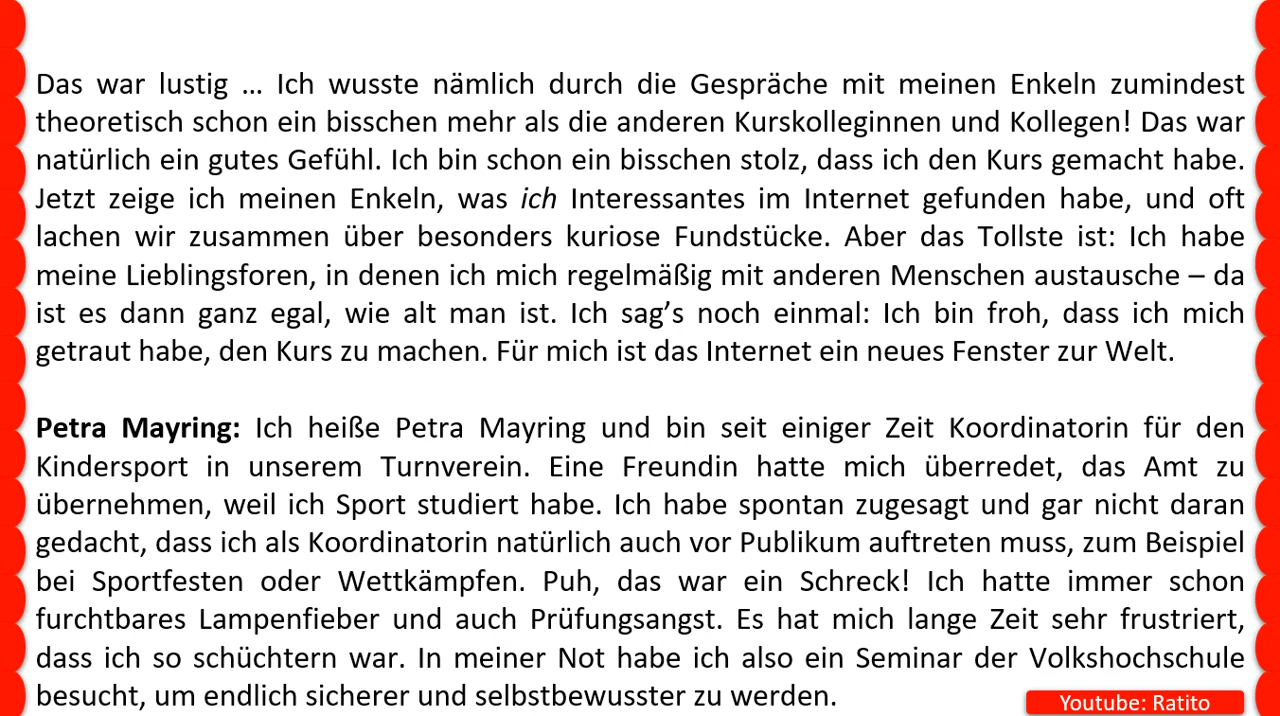 Das war lustig … Ich wusste nämlich durch die Gespräche mit meinen Enkeln zumindest
theoretisch schon ein bisschen mehr als die anderen Kurskolleginnen und Kollegen! Das war
natürlich ein gutes Gefühl. Ich bin schon ein bisschen stolz, dass ich den Kurs gemacht habe.
Jetzt zeige ich meinen Enkeln, was ich Interessantes im Internet gefunden habe, und oft
lachen wir zusammen über besonders kuriose Fundstücke. Aber das Tollste ist: Ich habe
meine Lieblingsforen, in denen ich mich regelmäßig mit anderen Menschen austausche – da
ist es dann ganz egal, wie alt man ist. Ich sag’s noch einmal: Ich bin froh, dass ich mich
getraut habe, den Kurs zu machen. Für mich ist das Internet ein neues Fenster zur Welt.
Petra Mayring: Ich heiße Petra Mayring und bin seit einiger Zeit Koordinatorin für den
Kindersport in unserem Turnverein. Eine Freundin hatte mich überredet, das Amt zu
übernehmen, weil ich Sport studiert habe. Ich habe spontan zugesagt und gar nicht daran
gedacht, dass ich als Koordinatorin natürlich auch vor Publikum auftreten muss, zum Beispiel
bei Sportfesten oder Wettkämpfen. Puh, das war ein Schreck! Ich hatte immer schon
furchtbares Lampenfieber und auch Prüfungsangst. Es hat mich lange Zeit sehr frustriert,
dass ich so schüchtern war. In meiner Not habe ich also ein Seminar der Volkshochschule
besucht, um endlich sicherer und selbstbewusster zu werden.
Youtube: Ratito